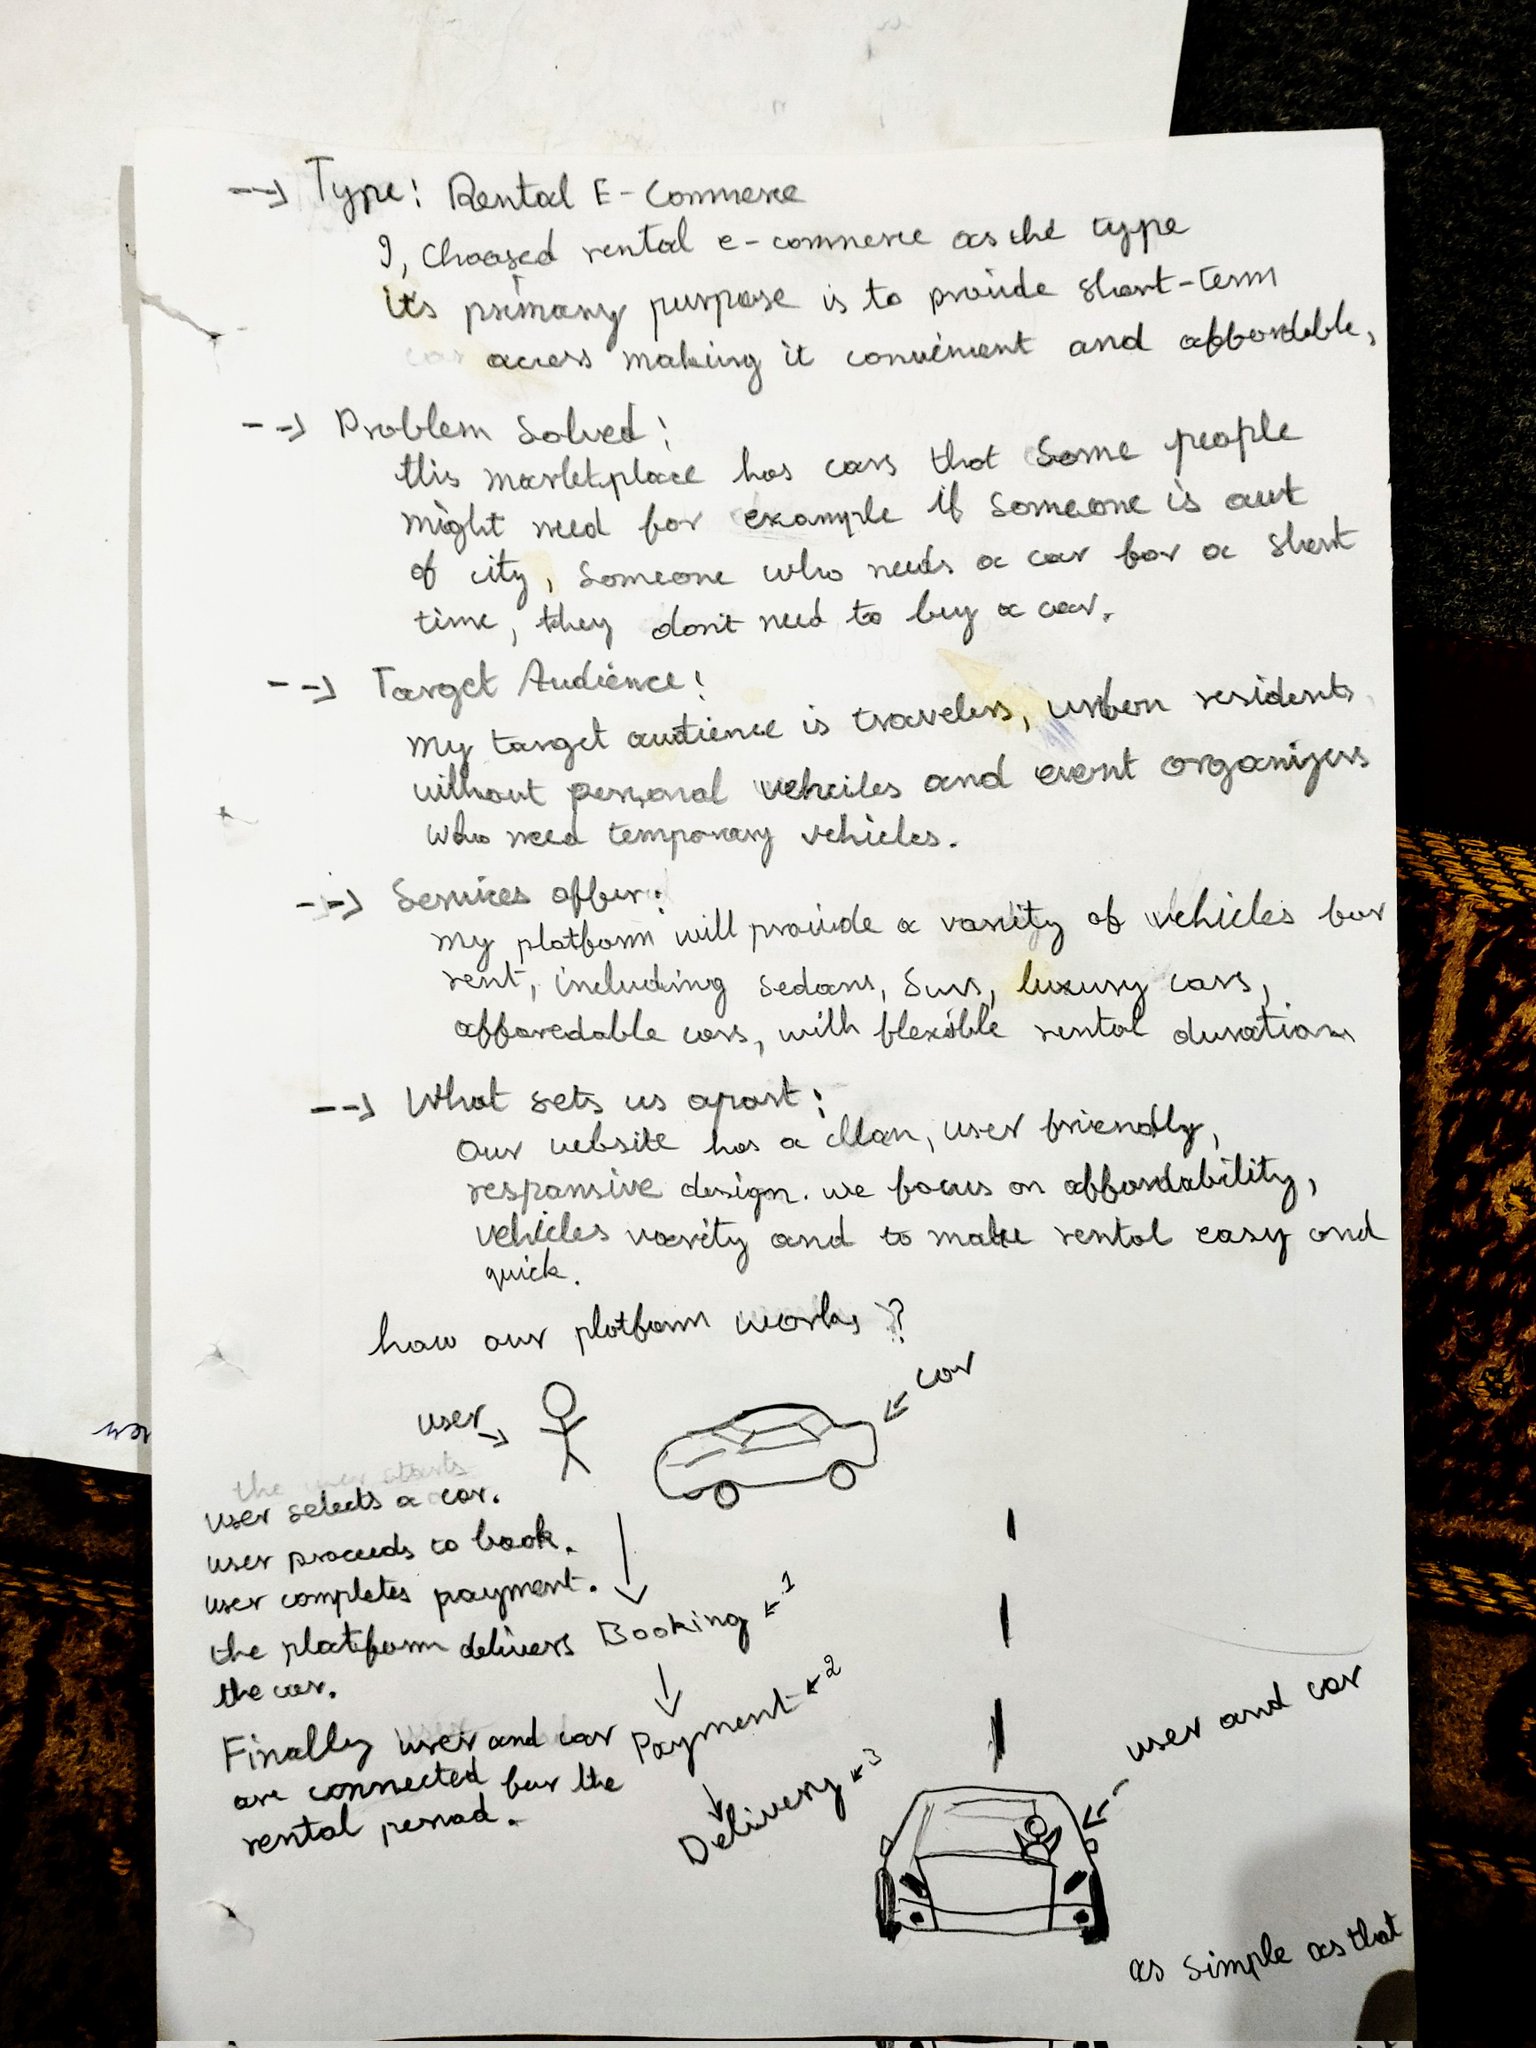 --> Type: Rental E-Commerce
I, choosed rental e-commerce as the type
its primary purpose is to provide short-term
car access making it convenient and affordable,
--> Problem Solved:
this marketplace has cars that some people
might need for example if someone is out
of city, someone who needs a car for a short
time, they don't need to buy a car.
--> Target Audience:
my target audience is travelers, urban residents
without personal vehciles and event organizers
who need temporary vehicles.
--> Services offer:
my platform will provide a varity of vehicles for
rent, including sedans, suvs, luxury cars,
afforedable cars, with flexible rental durations
--> What sets us apart:
our website has a clean, user friendly,
responsive design. we focus on affordability,
vehicles varity and to make rental easy and
quick.
how our platform works ?
car
user
the user starts
user selects a car.
user proceeds to book.
user completes payment.
the platform delivers
the car.
Finally user and car
are connected for the
rental period.
Booking 1
Payment 2
Delivery 3
user and car
as simple as that